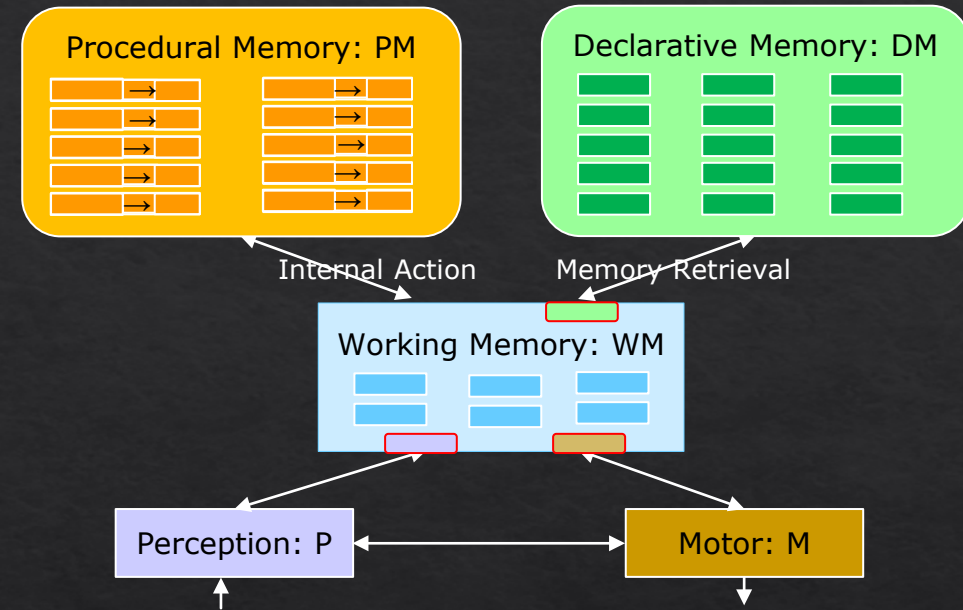 Procedural Memory: PM
Declarative Memory: DM
→ →
→ →
→ →
→ →
→ →
Internal Action
Memory Retrieval
Working Memory: WM
Perception: P
Motor: M